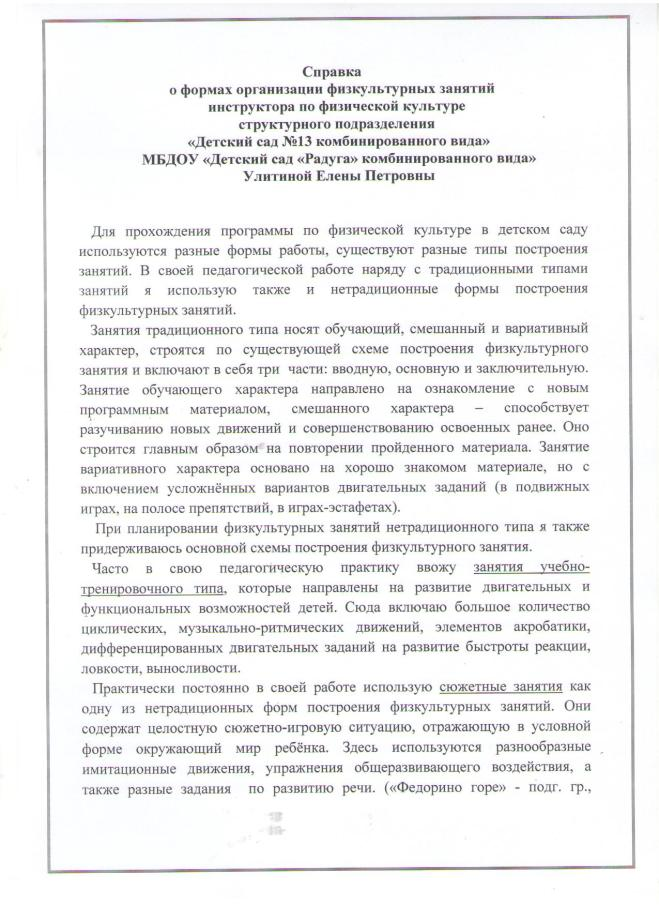 Справка
о формах организации физкультурных занятий
инструктора по физической культуре
структурного подразделения
«Детский сад №13 комбинированного вида»
МБДОУ «Детский сад «Радуга» комбинированного вида»
Улитиной Елены Петровны
Для прохождения программы по физической культуре в детском саду
используются разные формы работы, существуют разные типы построения
занятий. В своей педагогической работе наряду с традиционными типами
занятий я использую также и нетрадиционные формы построения
физкультурных занятий.
Занятия традиционного типа носят обучающий, смешанный и вариативный
характер, строятся по существующей схеме построения физкультурного
занятия и включают в себя три части: вводную, основную и заключительную.
Занятие обучающего характера направлено на ознакомление с новым
программным материалом, смешанного характера – способствует
разучиванию новых движений и совершенствованию освоенных ранее. Оно
строится главным образом на повторении пройденного материала. Занятие
вариативного характера основано на хорошо знакомом материале, но с
включением усложнённых вариантов двигательных заданий (в подвижных
играх, на полосе препятствий, в играх-эстафетах).
При планировании физкультурных занятий нетрадиционного типа я также
придерживаюсь основной схемы построения физкультурного занятия.
Часто в свою педагогическую практику ввожу занятия учебно-
тренировочного типа, которые направлены на развитие двигательных и
функциональных возможностей детей. Сюда включаю большое количество
циклических, музыкально-ритмических движений, элементов акробатики,
дифференцированных двигательных заданий на развитие быстроты реакции,
ловкости, выносливости.
Практически постоянно в своей работе использую сюжетные занятия как
одну из нетрадиционных форм построения физкультурных занятий. Они
содержат целостную сюжетно-игровую ситуацию, отражающую в условной
форме окружающий мир ребёнка. Здесь используются разнообразные
имитационные движения, упражнения общеразвивающего воздействия, а
также разные задания по развитию речи. («Федорино горе» - подг. гр.,